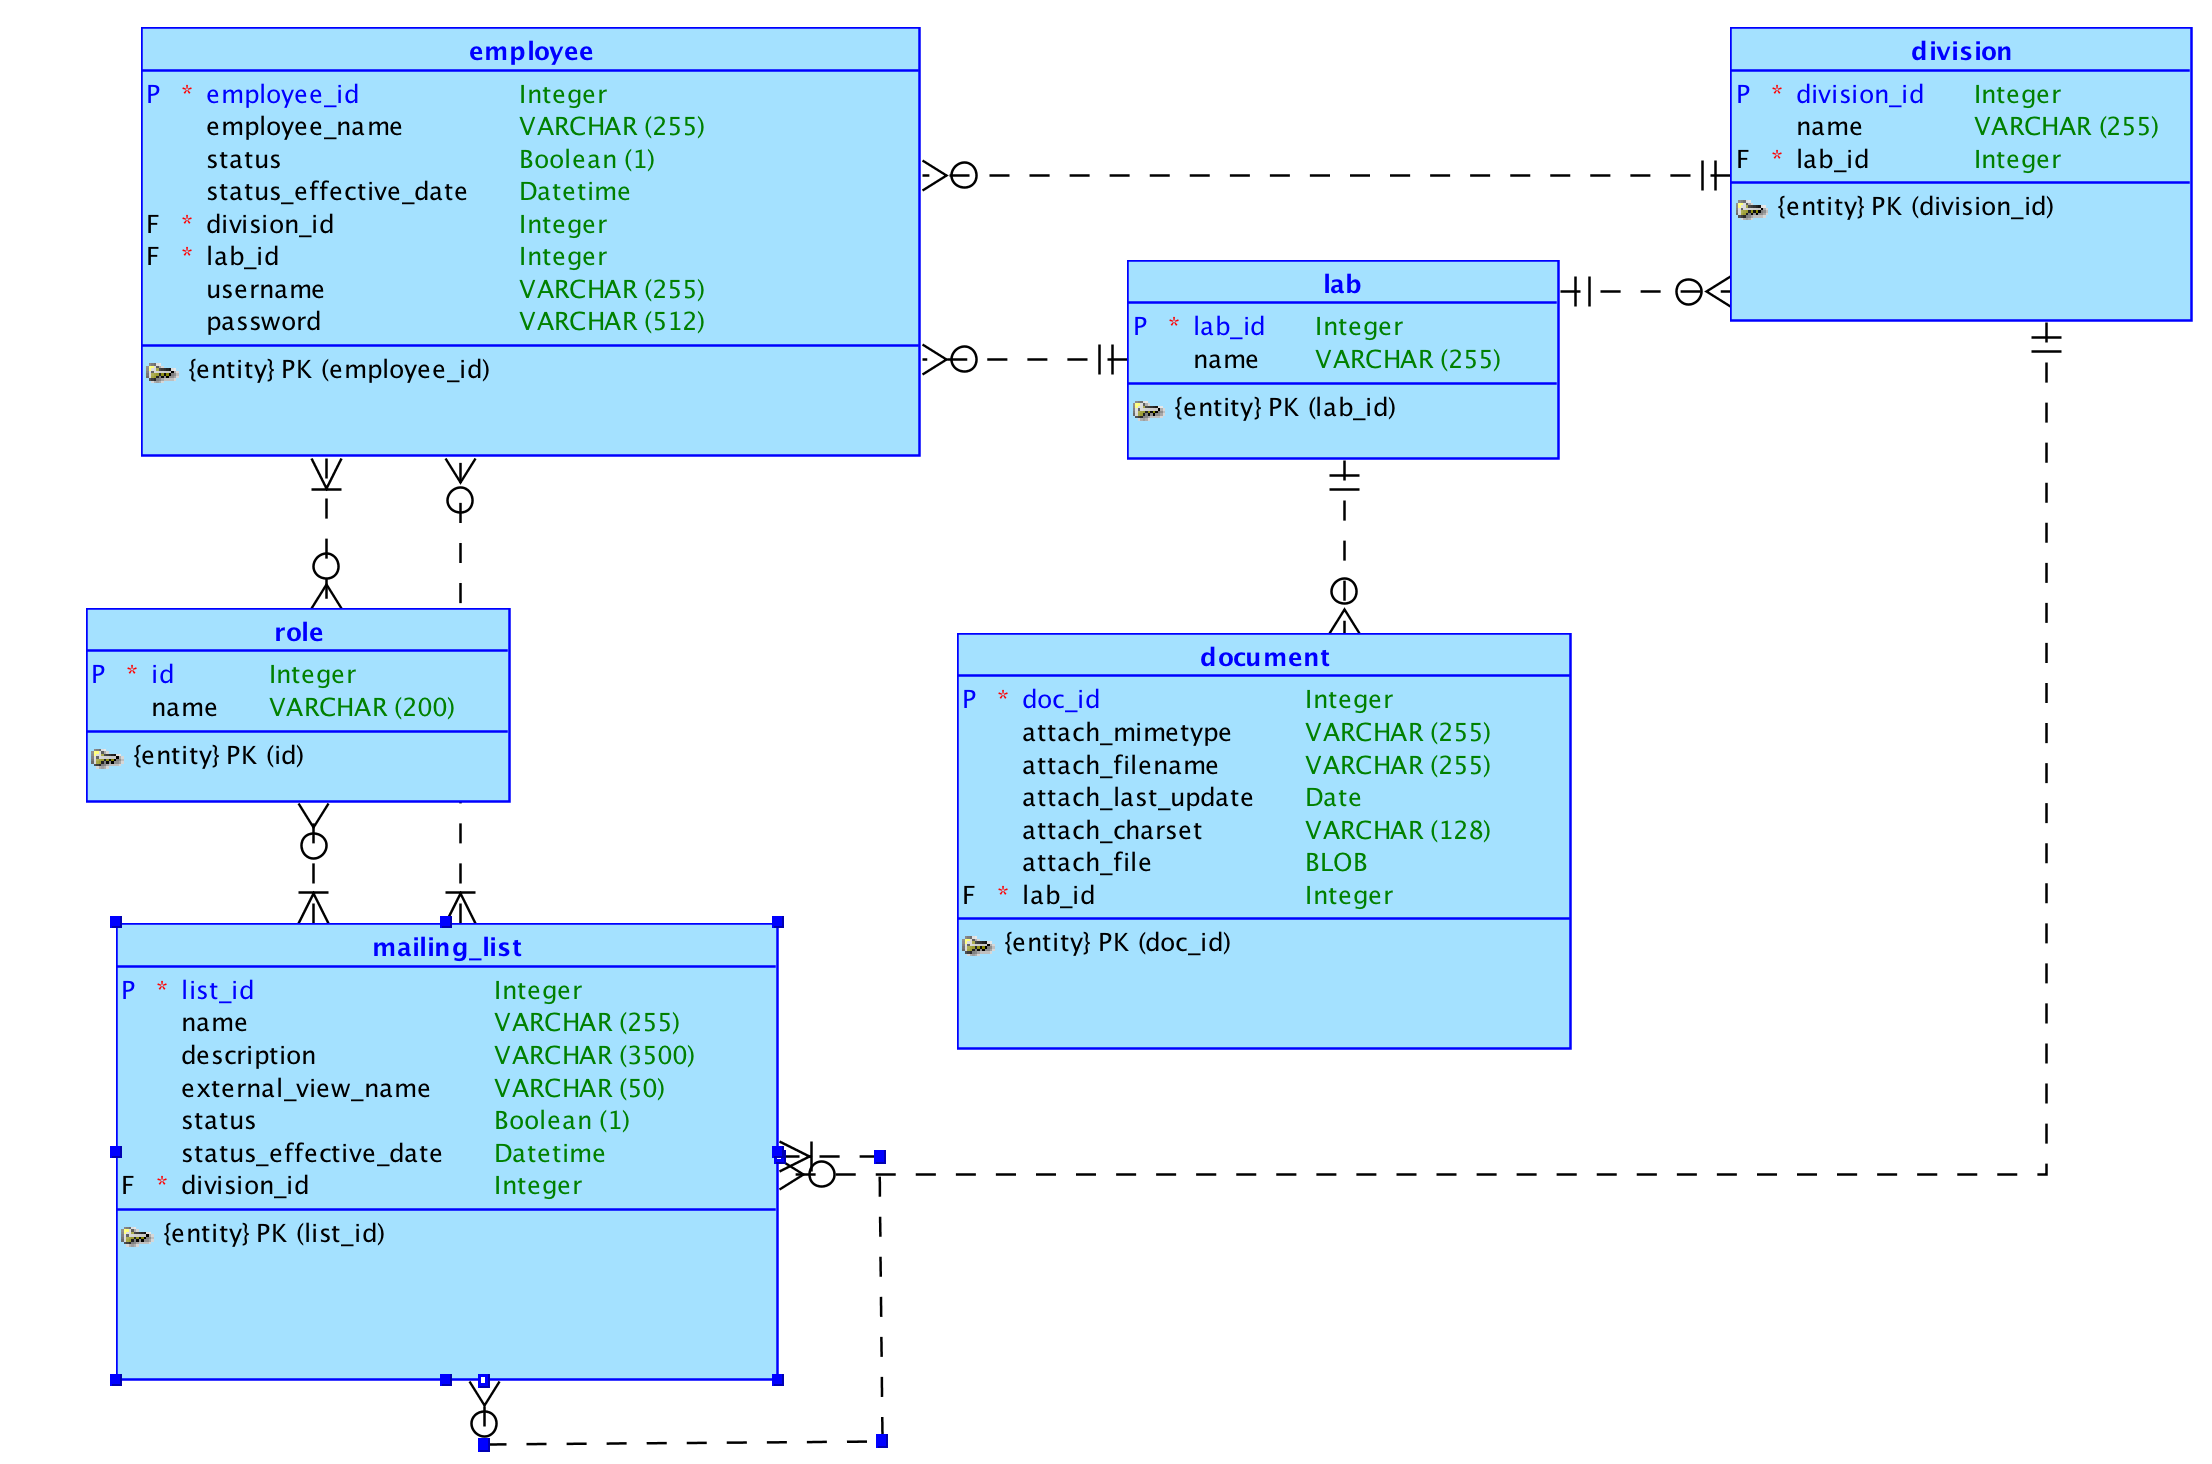 employee
P * employee_id Integer
employee_name VARCHAR (255)
status Boolean (1)
status_effective_date Datetime
F * division_id Integer
F * lab_id Integer
username VARCHAR (255)
password VARCHAR (512)
{entity} PK (employee_id)
division
P * division_id Integer
name VARCHAR (255)
F * lab_id Integer
{entity} PK (division_id)
lab
P * lab_id Integer
name VARCHAR (255)
{entity} PK (lab_id)
role
P * id Integer
name VARCHAR (200)
{entity} PK (id)
document
P * doc_id Integer
attach_mimetype VARCHAR (255)
attach_filename VARCHAR (255)
attach_last_update Date
attach_charset VARCHAR (128)
attach_file BLOB
F * lab_id Integer
{entity} PK (doc_id)
mailing_list
P * list_id Integer
name VARCHAR (255)
description VARCHAR (3500)
external_view_name VARCHAR (50)
status Boolean (1)
status_effective_date Datetime
F * division_id Integer
{entity} PK (list_id)